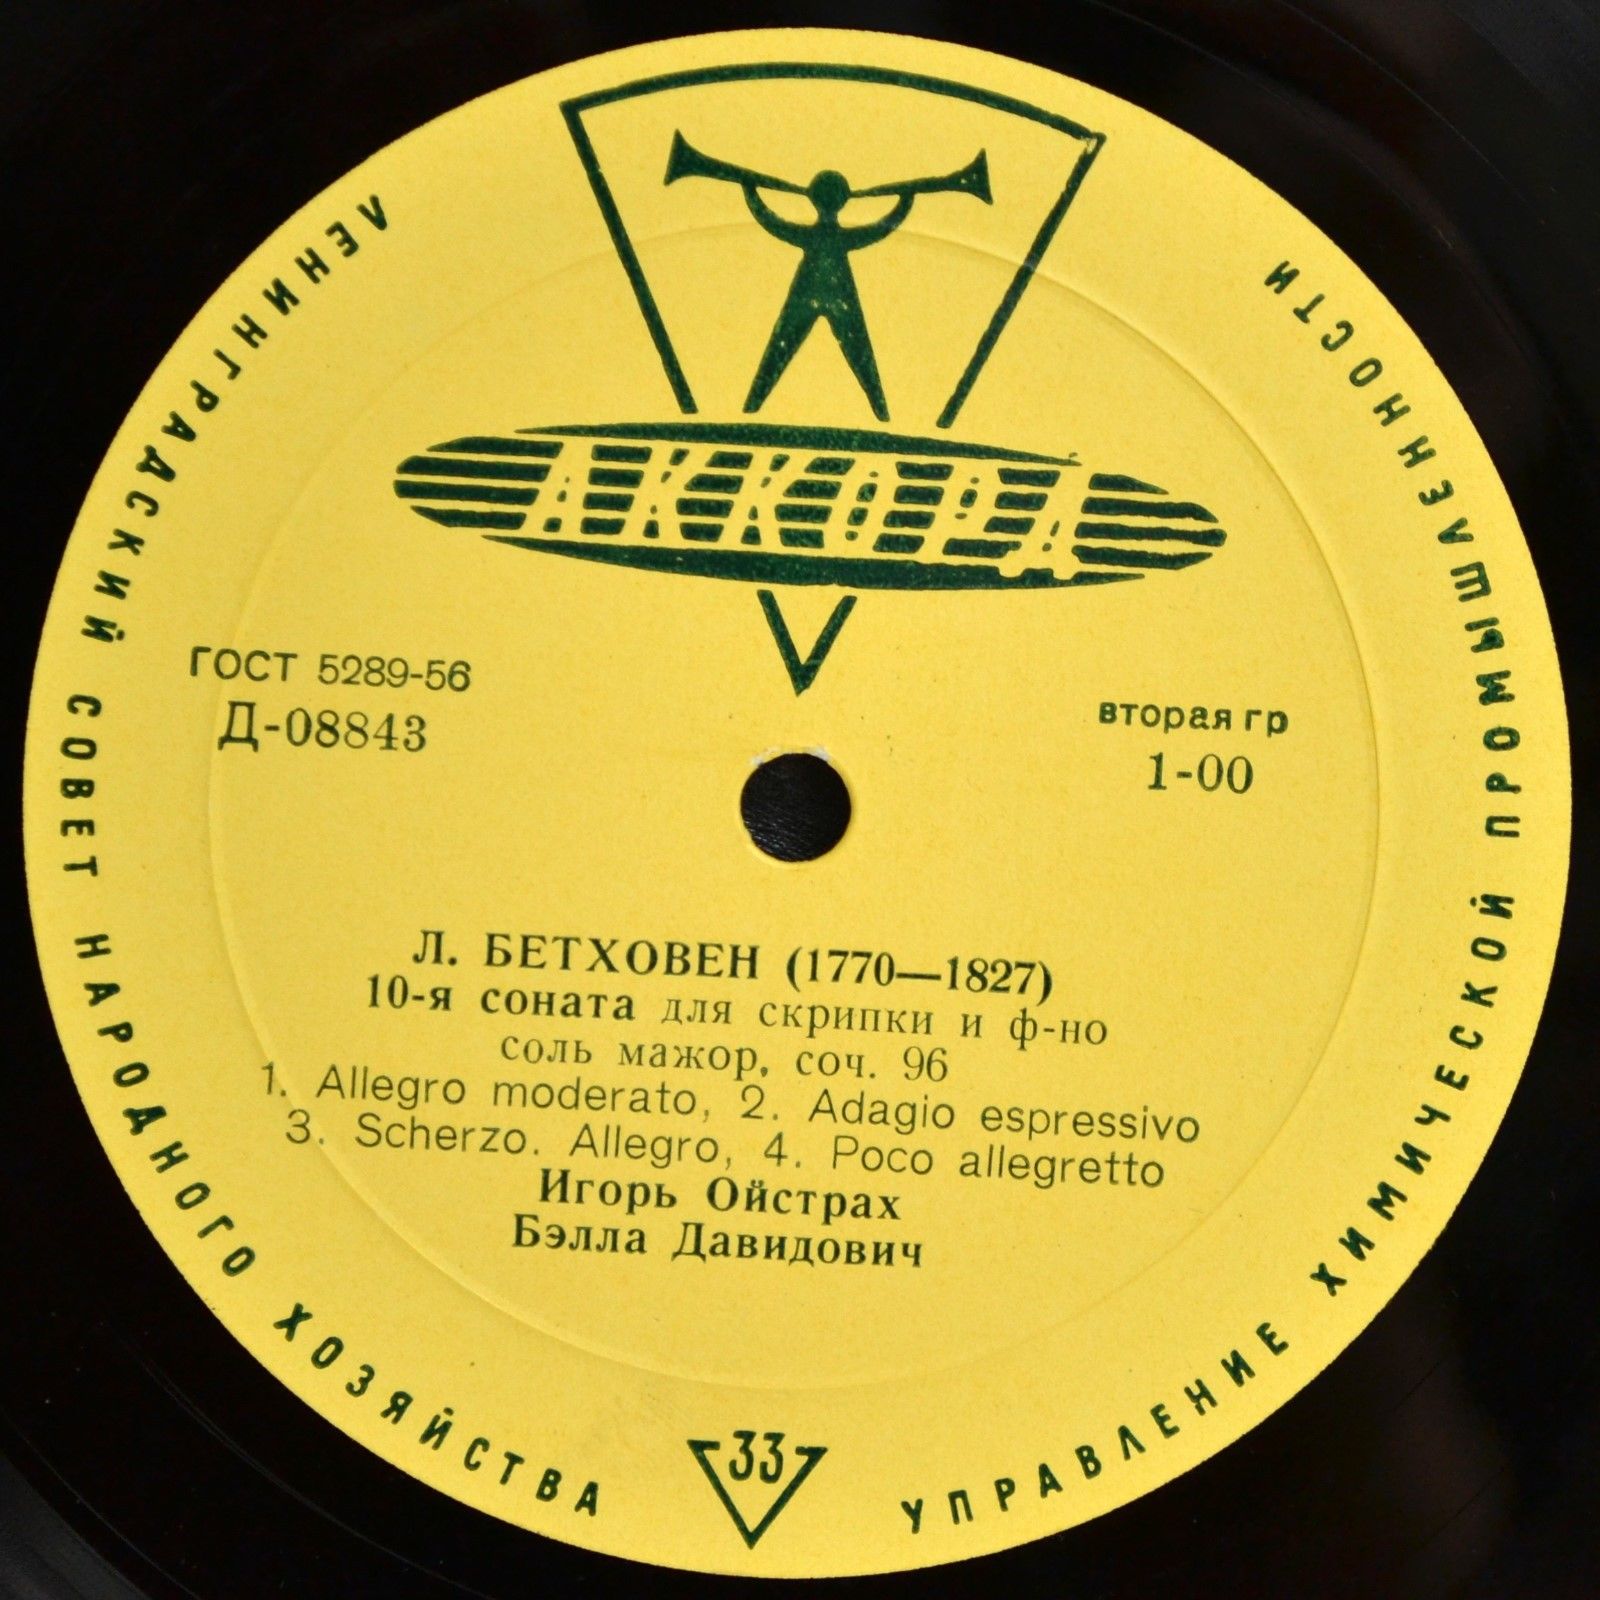 АККОРД
ЛЕНИНГРАДСКИЙ СОВЕТ НАРОДНОГО ХОЗЯЙСТВА
УПРАВЛЕНИЕ ХИМИЧЕСКОЙ ПРОМЫШЛЕННОСТИ
ГОСТ 5289-56
Д-08843
вторая гр
1-00
Л. БЕТХОВЕН (1770—1827)
10-я соната для скрипки и ф-но
соль мажор, соч. 96
1. Allegro moderato, 2. Adagio espressivo
3. Scherzo. Allegro, 4. Poco allegretto
Игорь Ойстрах
Бэлла Давидович
33